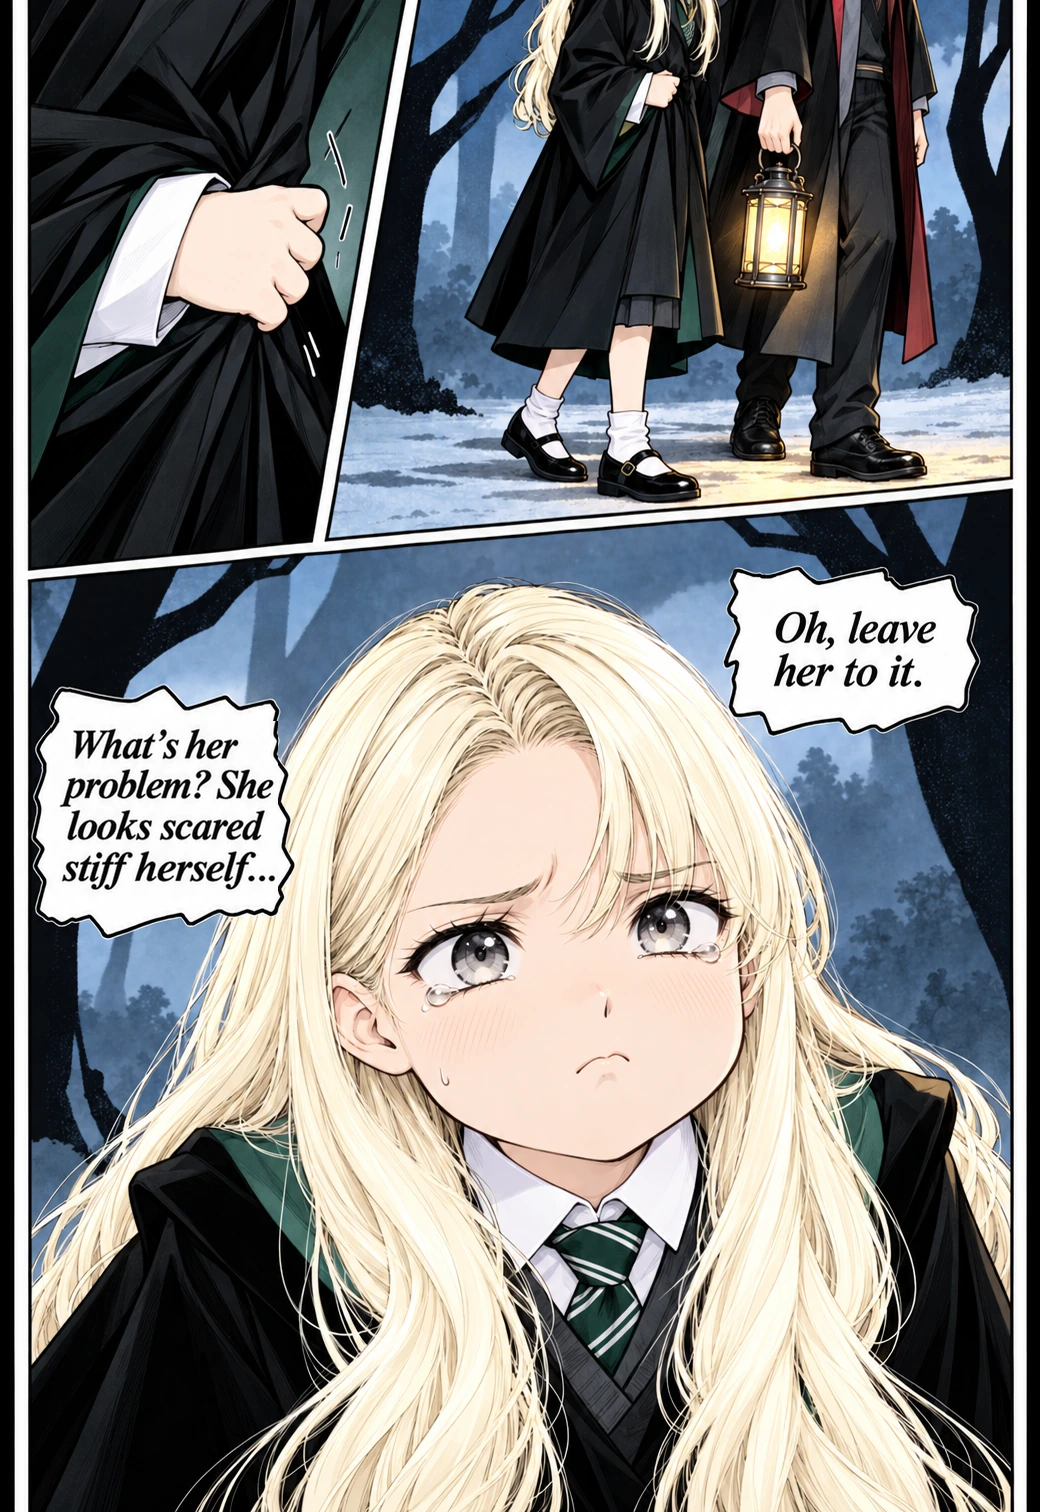 What's her
problem? She
looks scared
stiff herself...
Oh, leave
her to it.